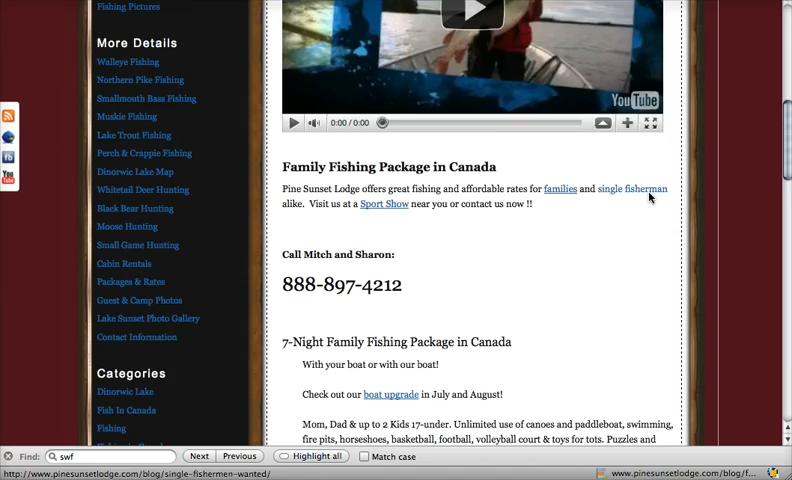 Fishing Pictures
More Details
Walleye Fishing
Northern Pike Fishing
Smallmouth Bass Fishing
Muskie Fishing
Lake Trout Fishing
Perch & Crappie Fishing
Dinorwic Lake Map
Whitetail Deer Hunting
Black Bear Hunting
Moose Hunting
Small Game Hunting
Cabin Rentals
Packages & Rates
Guest & Camp Photos
Lake Sunset Photo Gallery
Contact Information
Categories
Dinorwic Lake
Fish In Canada
Fishing
YouTube
0:00 / 0:00
Family Fishing Package in Canada
Pine Sunset Lodge offers great fishing and affordable rates for families and single fisherman
alike. Visit us at a Sport Show near you or contact us now !!
Call Mitch and Sharon:
888-897-4212
7-Night Family Fishing Package in Canada
With your boat or with our boat!
Check out our boat upgrade in July and August!
Mom, Dad & up to 2 Kids 17-under. Unlimited use of canoes and paddleboat, swimming,
fire pits, horseshoes, basketball, football, volleyball court & toys for tots. Puzzles and
Find: swf Next Previous Highlight all Match case
http://www.pinesunsetlodge.com/blog/single-fishermen-wanted/ www.pinesunsetlodge.com/blog/f...